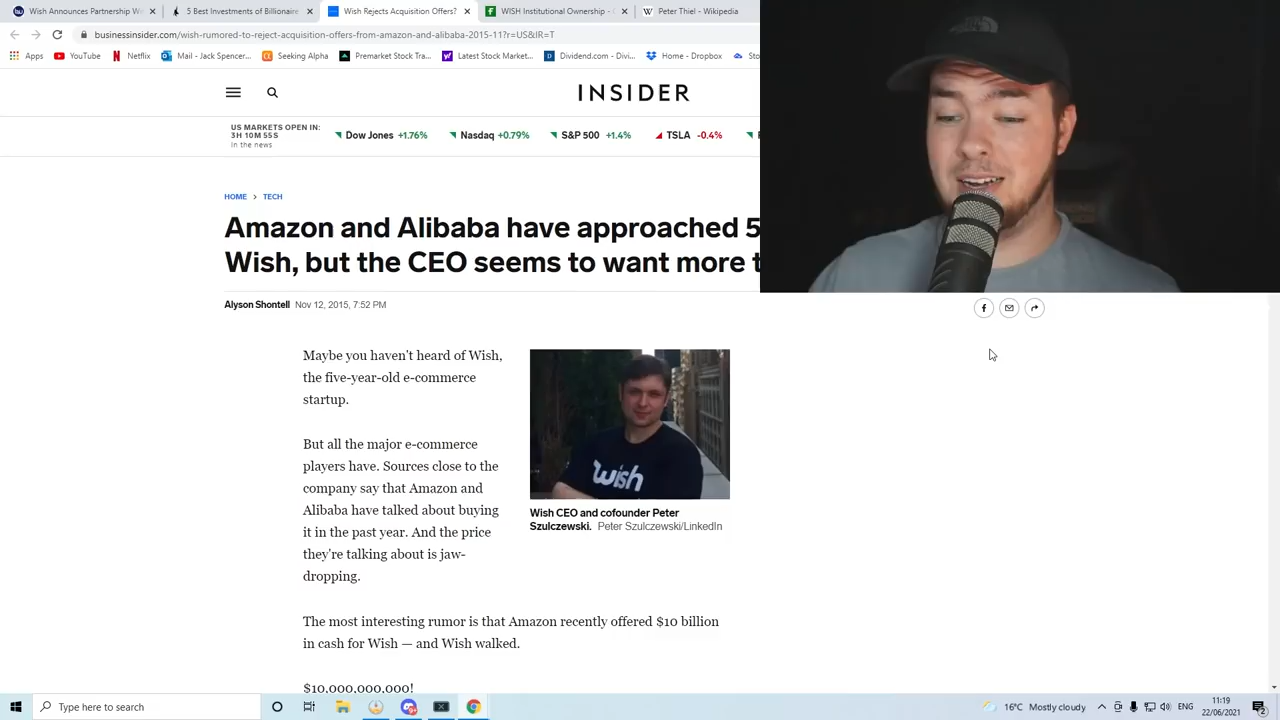 Wish Announces Partnership W
5 Best Investments of Billionaire
Wish Rejects Acquisition Offers?
WISH Institutional Ownership -
Peter Thiel - Wikipedia
businessinsider.com/wish-rumored-to-reject-acquisition-offers-from-amazon-and-alibaba-2015-11?r=US&IR=T
Apps
YouTube
Netflix
Mail - Jack Spencer...
Seeking Alpha
Premarket Stock Tra...
Latest Stock Market...
Dividend.com - Divi...
Home - Dropbox
Sto
INSIDER
US MARKETS OPEN IN:
3H 10M 55S
In the news
Dow Jones +1.76%
Nasdaq +0.79%
S&P 500 +1.4%
TSLA -0.4%
HOME > TECH
Amazon and Alibaba have approached 5
Wish, but the CEO seems to want more t
Alyson Shontell Nov 12, 2015, 7:52 PM
Maybe you haven't heard of Wish,
the five-year-old e-commerce
startup.
But all the major e-commerce
players have. Sources close to the
company say that Amazon and
Alibaba have talked about buying
it in the past year. And the price
they're talking about is jaw-
dropping.
wish
Wish CEO and cofounder Peter
Szulczewski. Peter Szulczewski/LinkedIn
The most interesting rumor is that Amazon recently offered $10 billion
in cash for Wish — and Wish walked.
$10,000,000,000!
Type here to search
16°C Mostly cloudy
ENG
11:19
22/06/2021